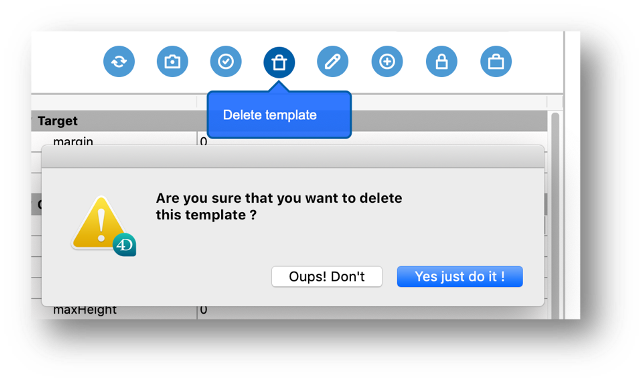 Delete template
Target
margin 0
Are you sure that you want to delete
this template ?
4D
Oups! Don't
Yes just do it !
maxHeight 0